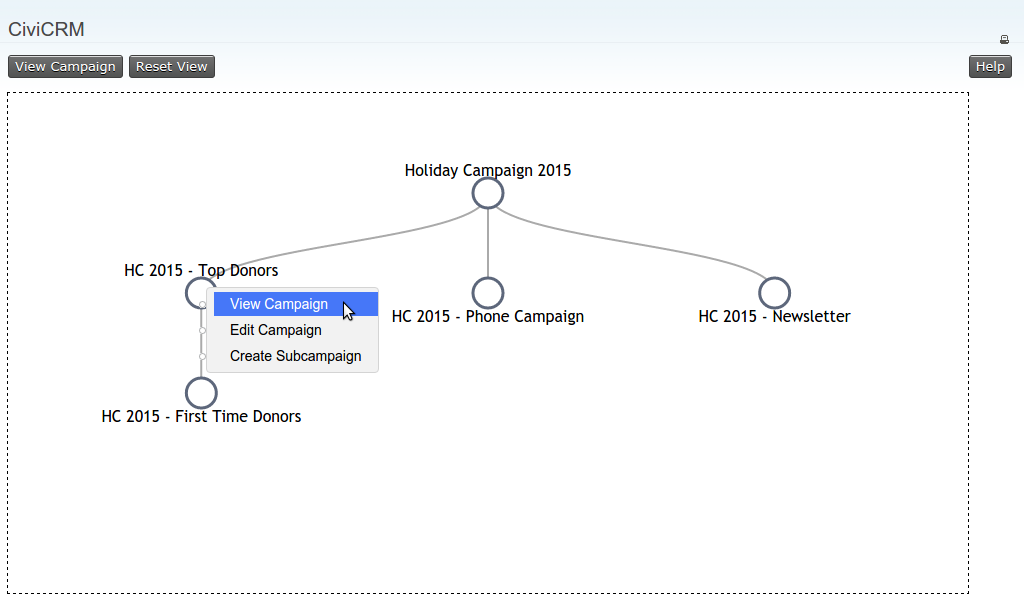 CiviCRM
View Campaign
Reset View
Help
Holiday Campaign 2015
HC 2015 - Top Donors
View Campaign
Edit Campaign
Create Subcampaign
HC 2015 - Phone Campaign
HC 2015 - Newsletter
HC 2015 - First Time Donors